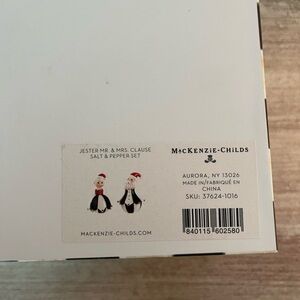 JESTER MR. & MRS. CLAUSE
SALT & PEPPER SET
MACKENZIE-CHILDS.COM
MACKENZIE-CHILDS
AURORA, NY 13026
MADE IN/FABRIQUÉ EN
CHINA
SKU: 37624-1016
840115 602580